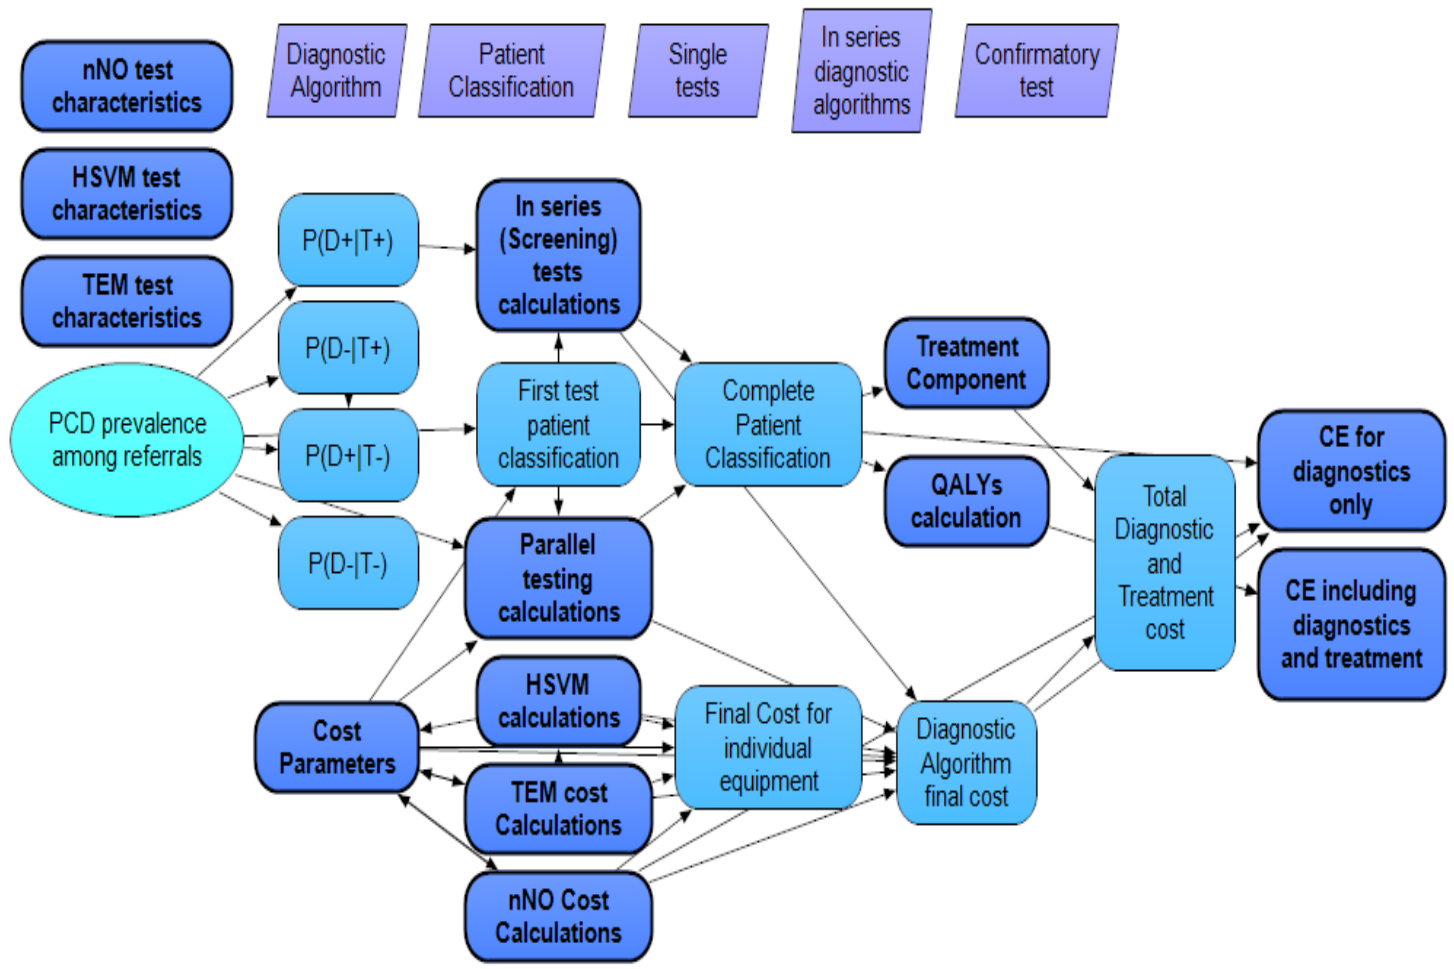 nNO test
characteristics
Diagnostic
Algorithm
Patient
Classification
Single
tests
In series
diagnostic
algorithms
Confirmatory
test
HSVM test
characteristics
TEM test
characteristics
PCD prevalence
among referrals
P(D+|T+)
P(D-|T+)
P(D+|T-)
P(D-|T-)
In series
(Screening)
tests
calculations
First test
patient
classification
Parallel
testing
calculations
HSVM
calculations
Cost
Parameters
TEM cost
Calculations
nNO Cost
Calculations
Complete
Patient
Classification
Final Cost for
individual
equipment
Treatment
Component
QALYs
calculation
Diagnostic
Algorithm
final cost
Total
Diagnostic
and
Treatment
cost
CE for
diagnostics
only
CE including
diagnostics
and treatment